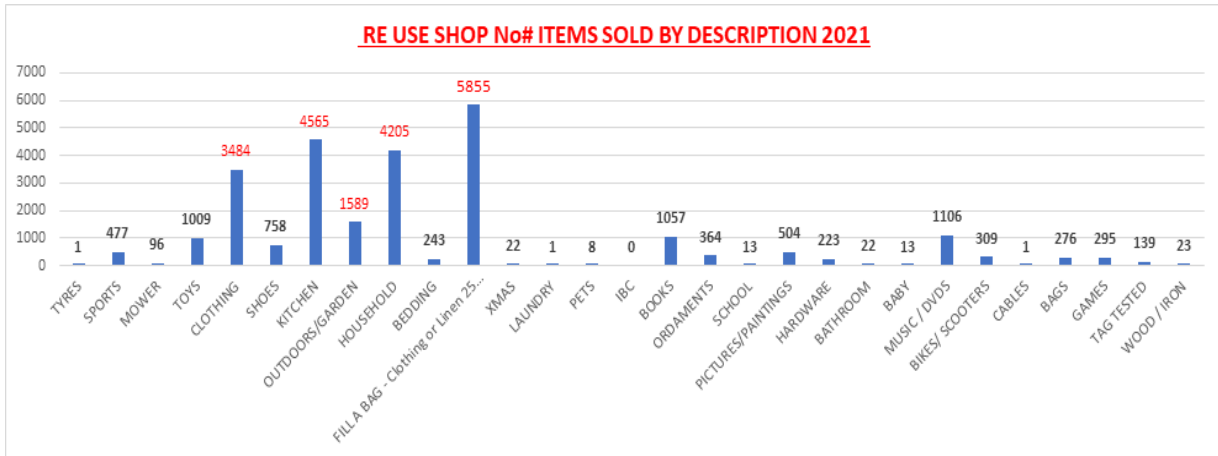 RE USE SHOP No# ITEMS SOLD BY DESCRIPTION 2021
7000
6000
5000
4000
3000
2000
1000
0
1
477
96
1009
3484
758
4565
1589
4205
243
5855
22
1
8
0
1057
364
13
504
223
22
13
1106
309
1
276
295
139
23
TYRES
SPORTS
MOWER
TOYS
CLOTHING
SHOES
KITCHEN
OUTDOORS/GARDEN
HOUSEHOLD
BEDDING
FILL A BAG - Clothing or Linen 25...
XMAS
LAUNDRY
PETS
IBC
BOOKS
ORDAMENTS
SCHOOL
PICTURES/PAINTINGS
HARDWARE
BATHROOM
BABY
MUSIC / DVDS
BIKES/ SCOOTERS
CABLES
BAGS
GAMES
TAG TESTED
WOOD / IRON